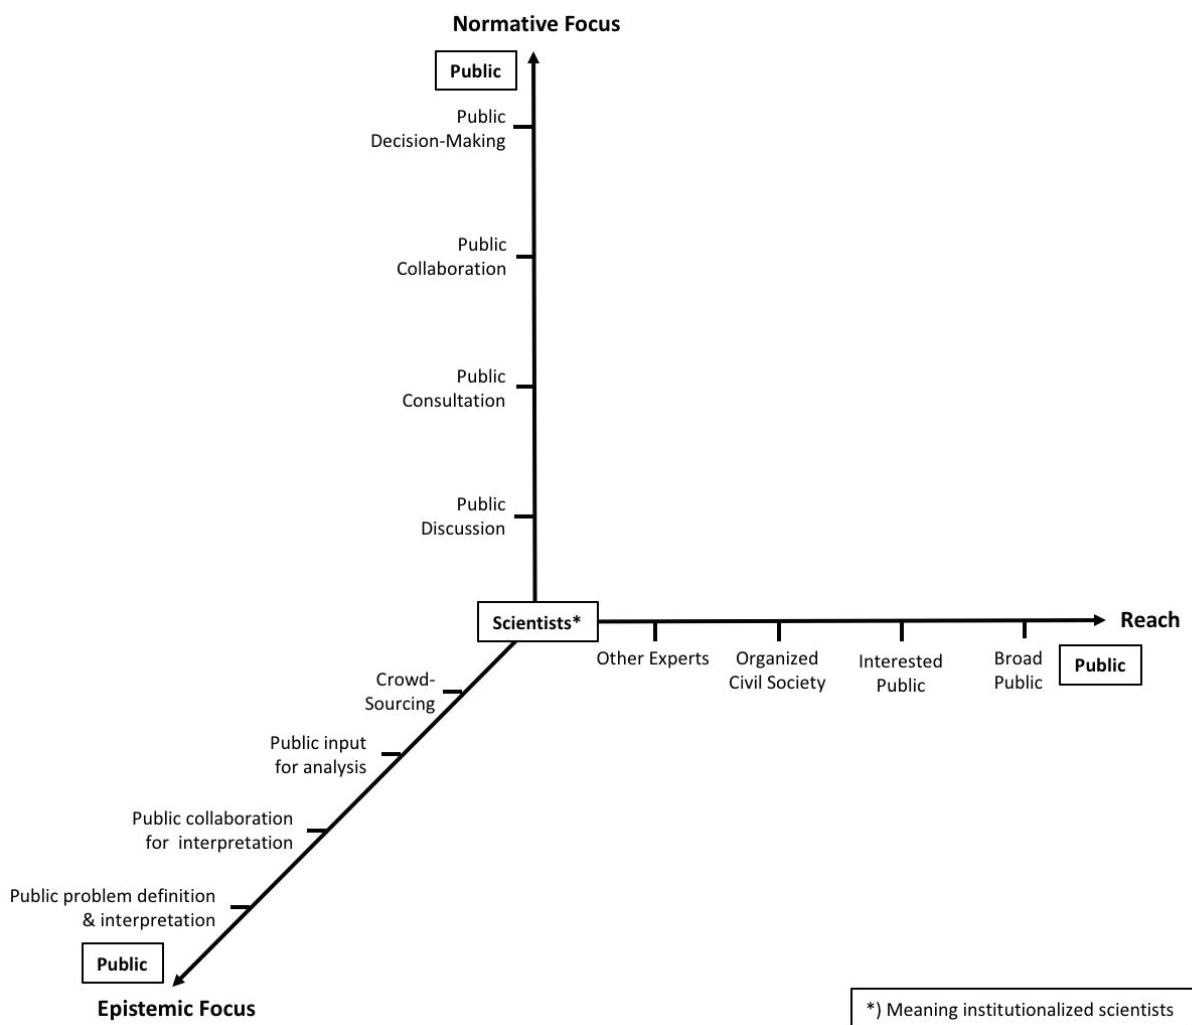 Normative Focus
Public
Public
Decision-Making
Public
Collaboration
Public
Consultation
Public
Discussion
Scientists*
Reach
Other Experts
Organized
Civil Society
Interested
Public
Broad
Public
Public
Crowd-
Sourcing
Public input
for analysis
Public collaboration
for interpretation
Public problem definition
& interpretation
Public
Epistemic Focus
*) Meaning institutionalized scientists